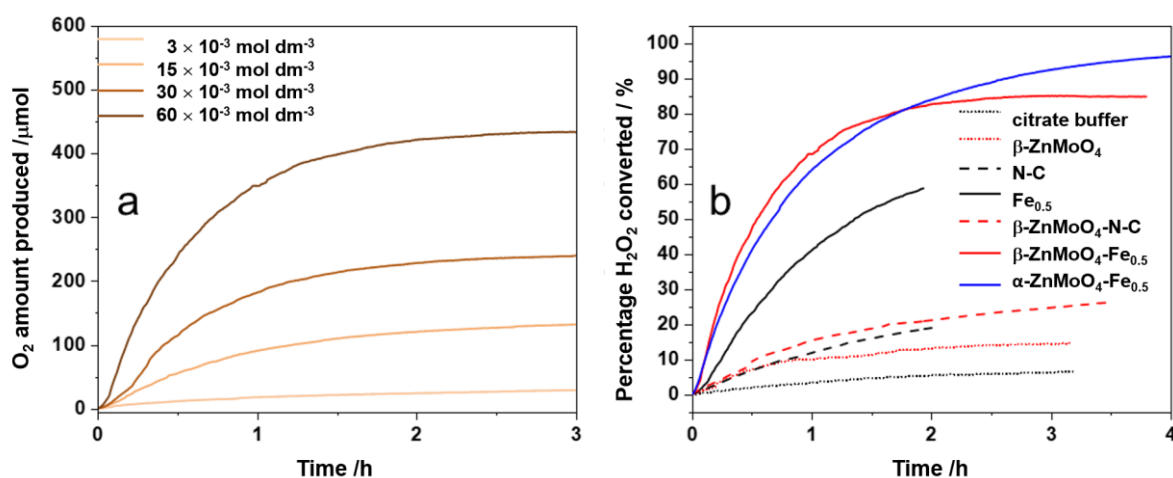 a
600
500
400
300
200
100
0
0
1
2
3
O₂ amount produced /μmol
Time /h
3 × 10⁻³ mol dm⁻³
15 × 10⁻³ mol dm⁻³
30 × 10⁻³ mol dm⁻³
60 × 10⁻³ mol dm⁻³
b
100
90
80
70
60
50
40
30
20
10
0
0
1
2
3
4
Percentage H₂O₂ converted / %
Time /h
citrate buffer
β-ZnMoO₄
N-C
Fe₀.₅
β-ZnMoO₄-N-C
β-ZnMoO₄-Fe₀.₅
α-ZnMoO₄-Fe₀.₅